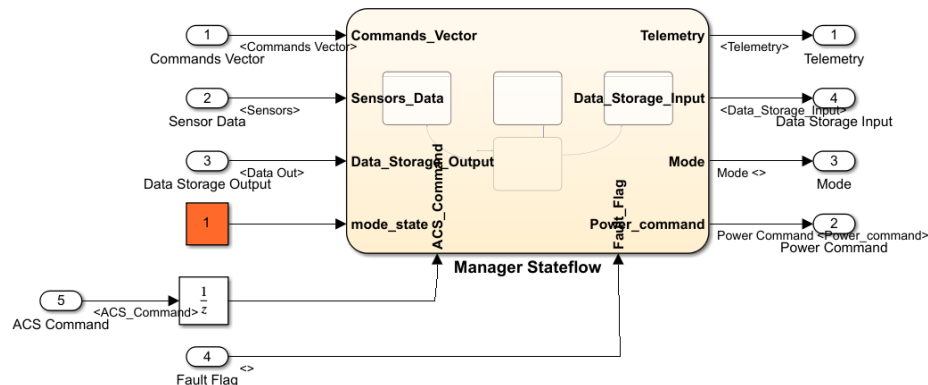 1
<Commands Vector>
Commands Vector
Commands_Vector
Telemetry
1
<Telemetry>
Telemetry
2
<Sensors>
Sensor Data
Sensors_Data
Data_Storage_Input
4
<Data_Storage_Input>
Data Storage Input
3
<Data Out>
Data Storage Output
Data_Storage_Output
Mode
3
Mode <>
Mode
1
mode_state
ACS_Command
Fault_Flag
Power_command
2
Power Command <Power_command>
Power Command
Manager Stateflow
5
<ACS_Command>
ACS Command
1
z
4
<>
Fault Flag